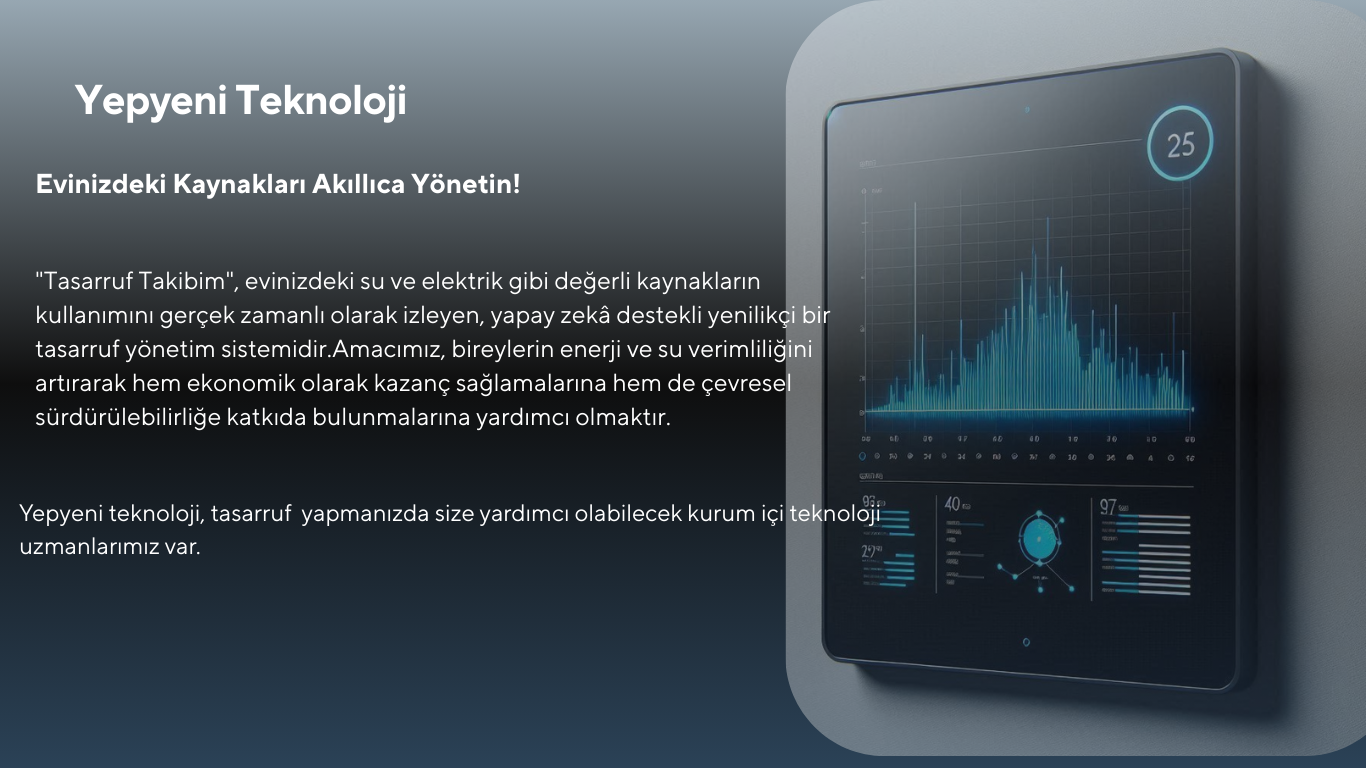 Yepyeni Teknoloji
Evinizdeki Kaynakları Akıllıca Yönetin!
"Tasarruf Takibim", evinizdeki su ve elektrik gibi değerli kaynakların
kullanımını gerçek zamanlı olarak izleyen, yapay zekâ destekli yenilikçi bir
tasarruf yönetim sistemidir.Amacımız, bireylerin enerji ve su verimliliğini
artırarak hem ekonomik olarak kazanç sağlamalarına hem de çevresel
sürdürülebilirliğe katkıda bulunmalarına yardımcı olmaktır.
Yepyeni teknoloji, tasarruf  yapmanızda size yardımcı olabilecek kurum içi teknoloji
uzmanlarımız var.
25
40
97